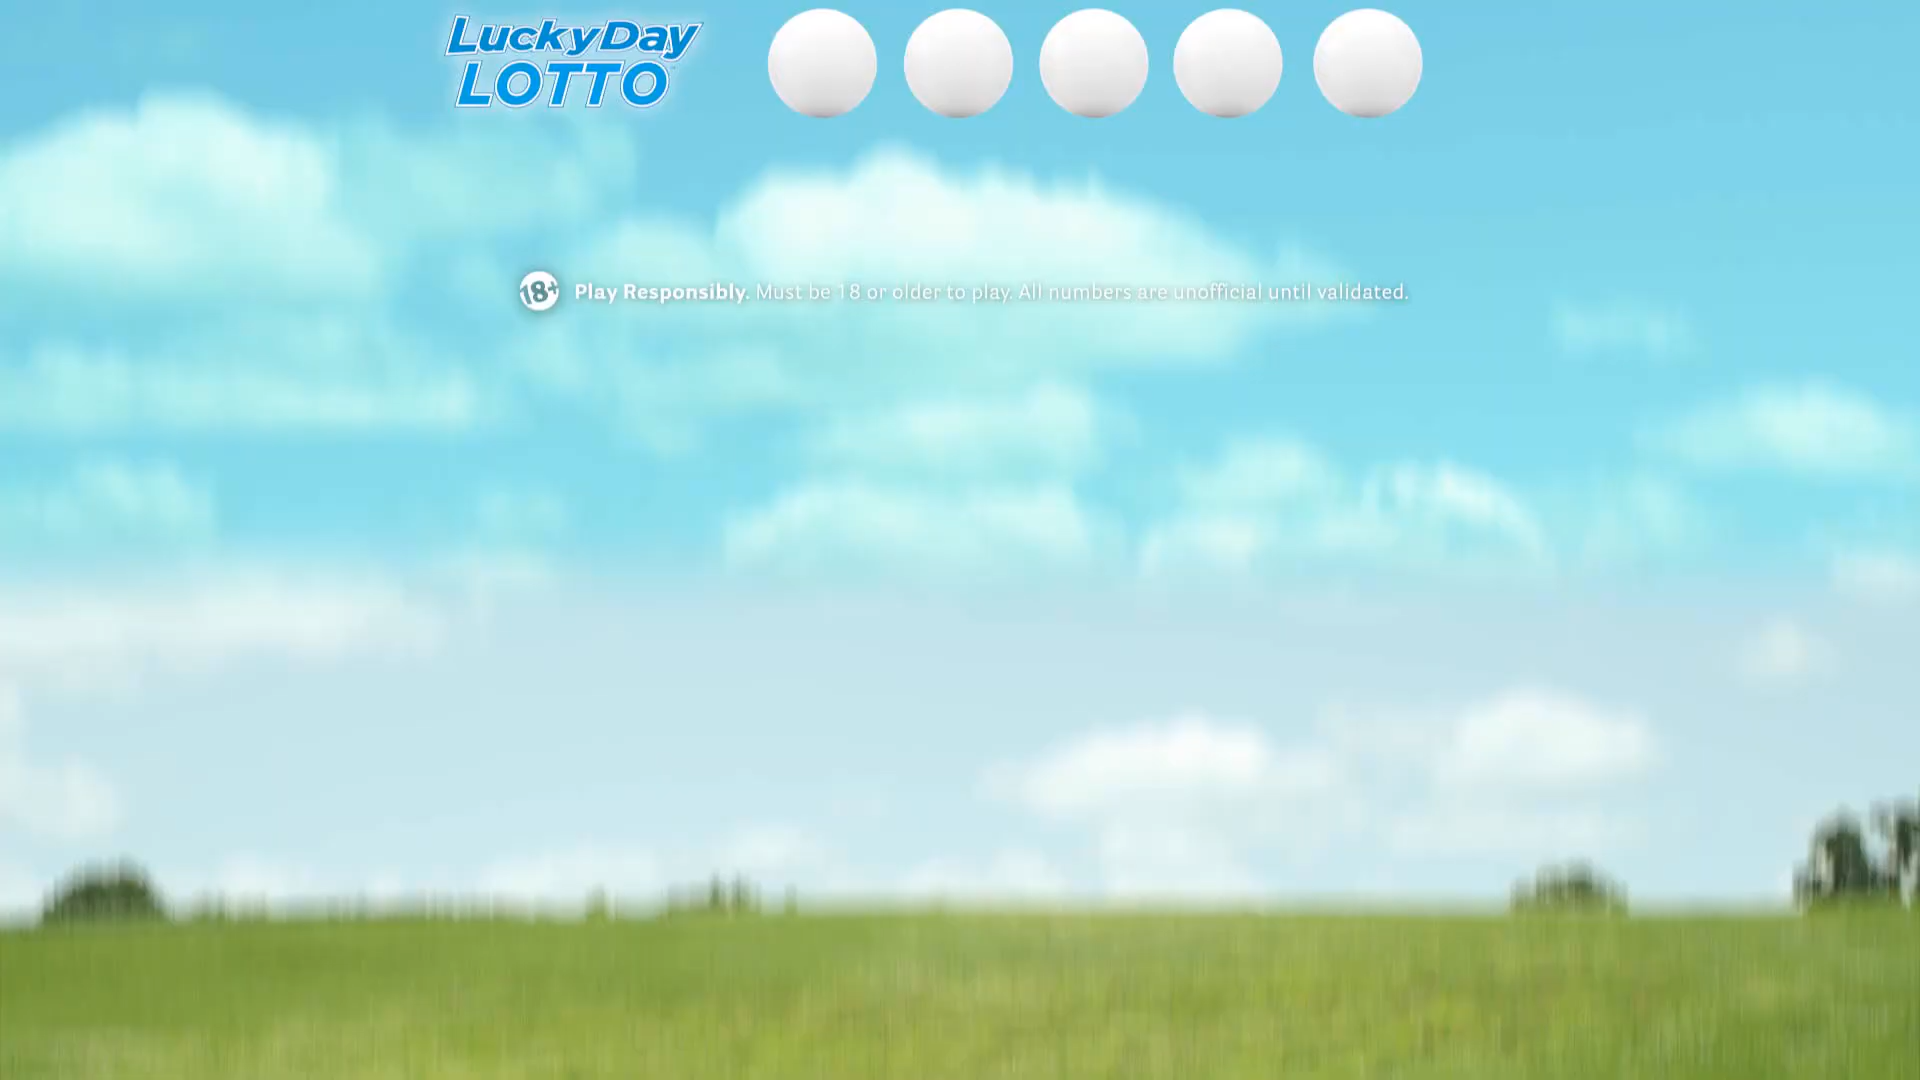 LuckyDay
LOTTO
18+ Play Responsibly. Must be 18 or older to play. All numbers are unofficial until validated.